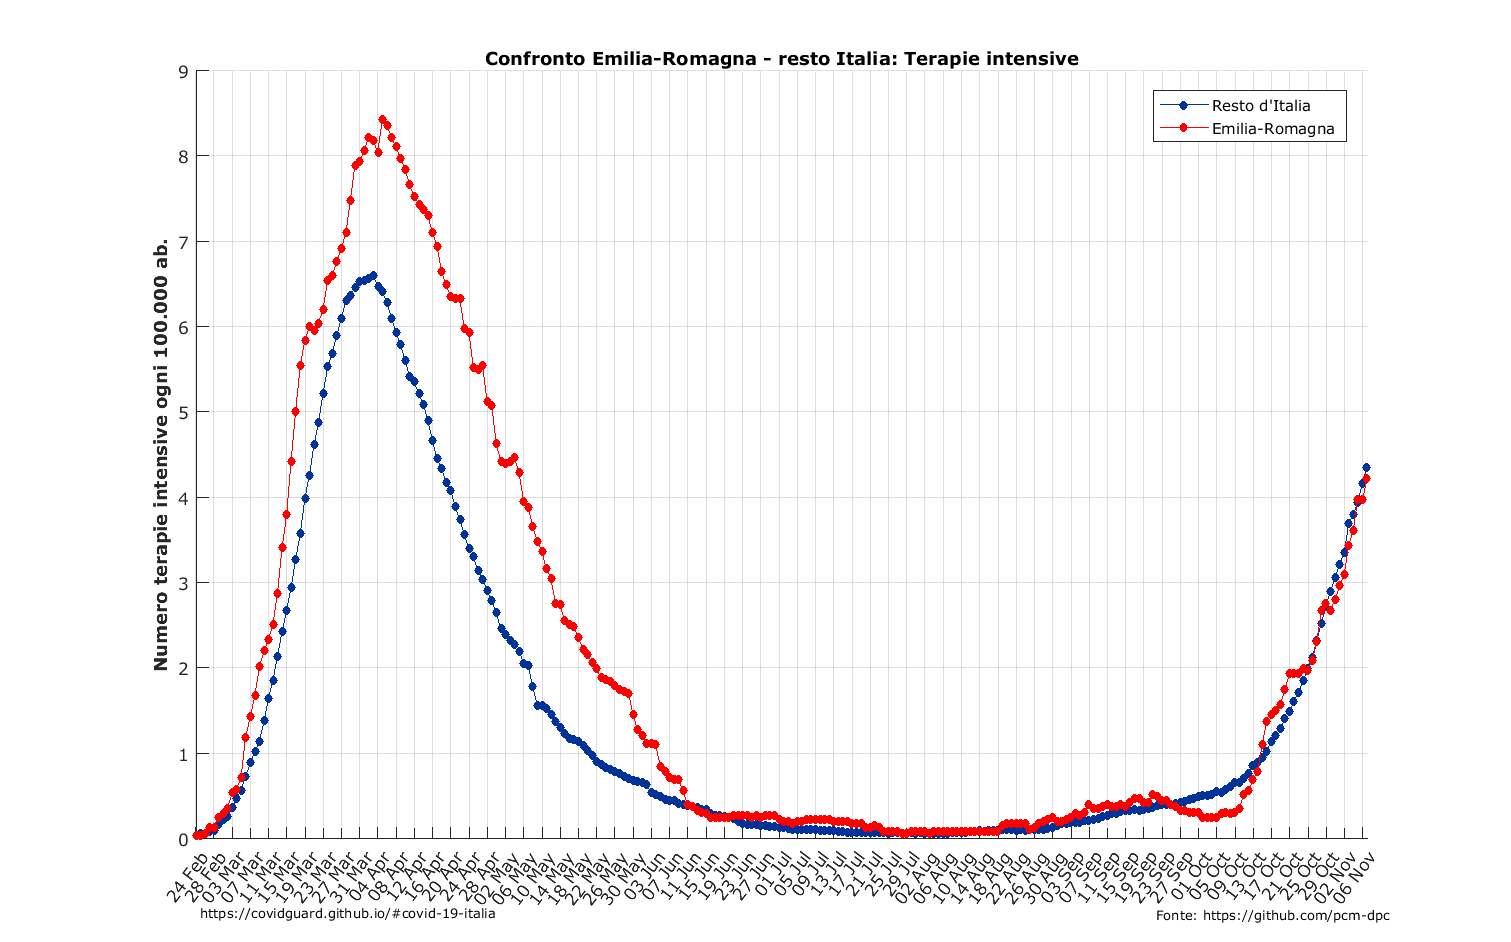 Confronto Emilia-Romagna - resto Italia: Terapie intensive
Resto d'Italia
Emilia-Romagna
Numero terapie intensive ogni 100.000 ab.
9
8
7
6
5
4
3
2
1
0
24 Feb
28 Feb
03 Mar
07 Mar
11 Mar
15 Mar
19 Mar
23 Mar
27 Mar
31 Mar
04 Apr
08 Apr
12 Apr
16 Apr
20 Apr
24 Apr
28 Apr
02 May
06 May
10 May
14 May
18 May
22 May
26 May
30 May
03 Jun
07 Jun
11 Jun
15 Jun
19 Jun
23 Jun
27 Jun
01 Jul
05 Jul
09 Jul
13 Jul
17 Jul
21 Jul
25 Jul
29 Jul
02 Aug
06 Aug
10 Aug
14 Aug
18 Aug
22 Aug
26 Aug
30 Aug
03 Sep
07 Sep
11 Sep
15 Sep
19 Sep
23 Sep
27 Sep
01 Oct
05 Oct
09 Oct
13 Oct
17 Oct
21 Oct
25 Oct
29 Oct
02 Nov
06 Nov
https://covidguard.github.io/#covid-19-italia
Fonte: https://github.com/pcm-dpc